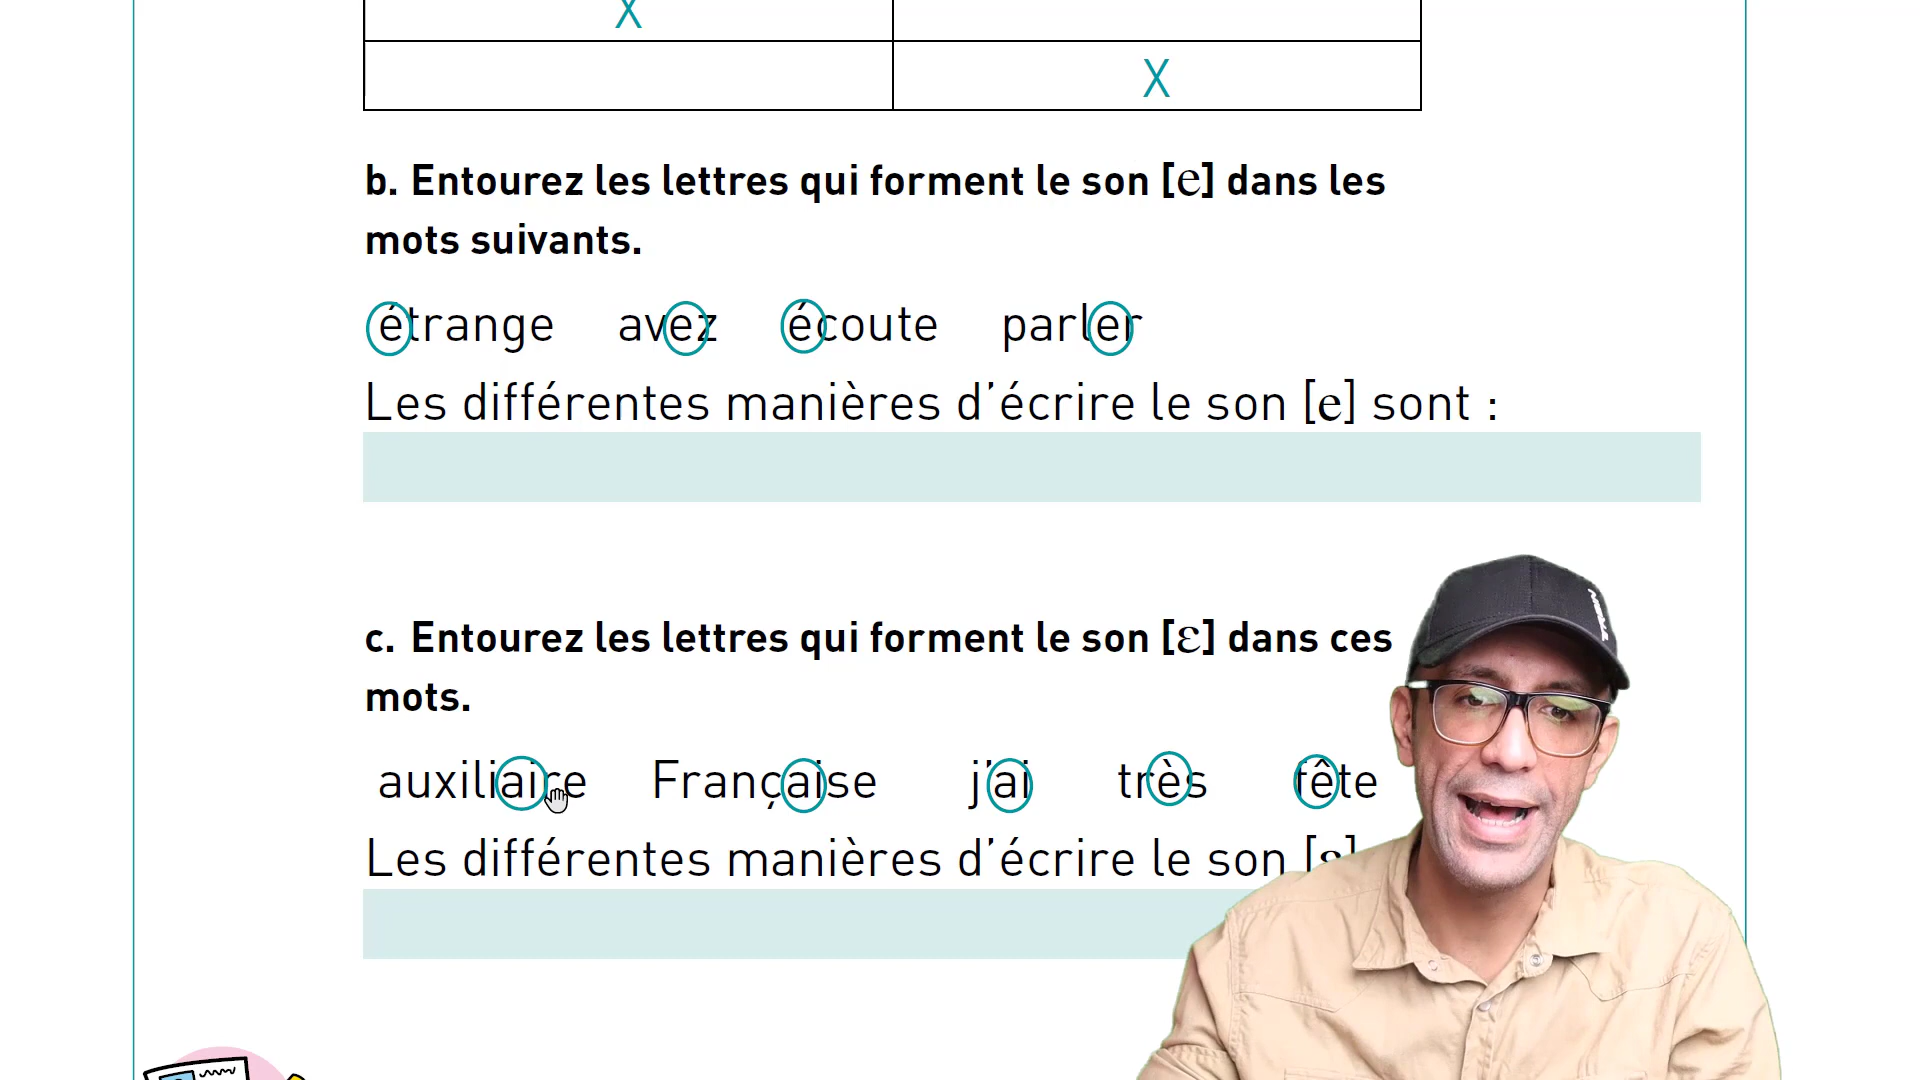 X
X
b. Entourez les lettres qui forment le son [e] dans les
mots suivants.
étrange avez écoute parler
Les différentes manières d'écrire le son [e] sont :
c. Entourez les lettres qui forment le son [ɛ] dans ces
mots.
auxiliaire Française j'ai très fête
Les différentes manières d'écrire le son [ɛ]